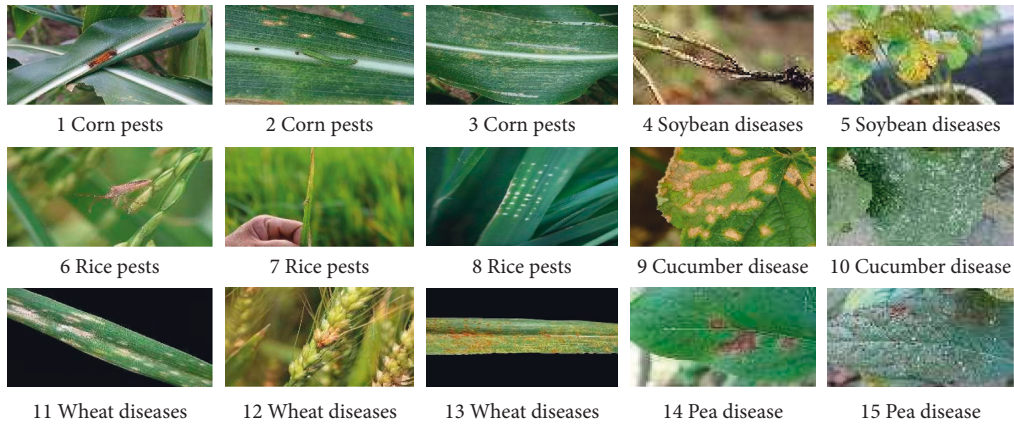 1 Corn pests
2 Corn pests
3 Corn pests
4 Soybean diseases
5 Soybean diseases
6 Rice pests
7 Rice pests
8 Rice pests
9 Cucumber disease
10 Cucumber disease
11 Wheat diseases
12 Wheat diseases
13 Wheat diseases
14 Pea disease
15 Pea disease